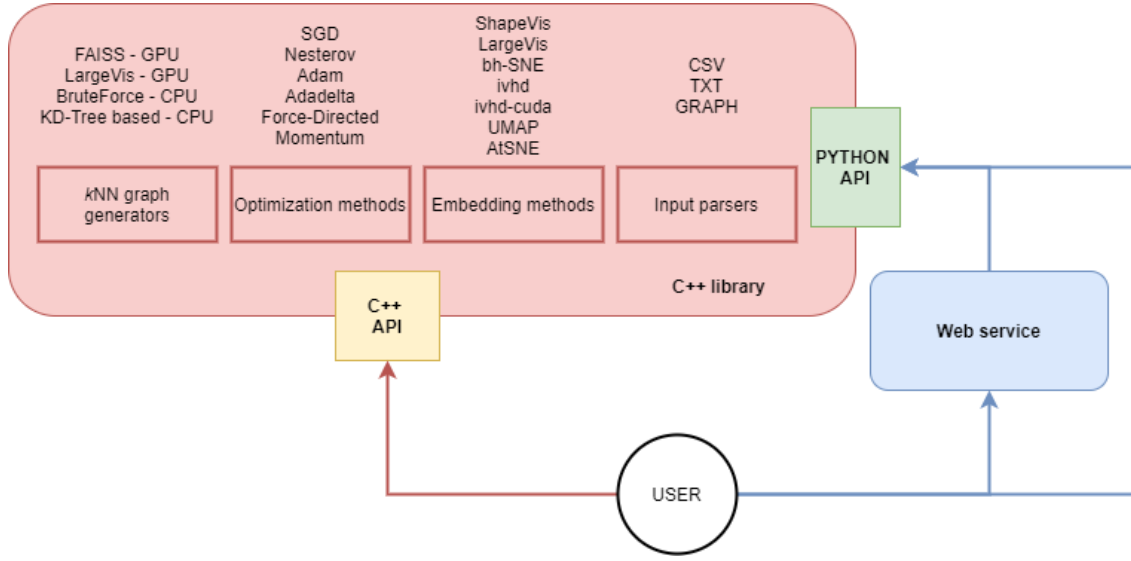 FAISS - GPU
LargeVis - GPU
BruteForce - CPU
KD-Tree based - CPU
kNN graph
generators
SGD
Nesterov
Adam
Adadelta
Force-Directed
Momentum
Optimization methods
ShapeVis
LargeVis
bh-SNE
ivhd
ivhd-cuda
UMAP
AtSNE
Embedding methods
CSV
TXT
GRAPH
Input parsers
PYTHON
API
C++ library
C++
API
Web service
USER